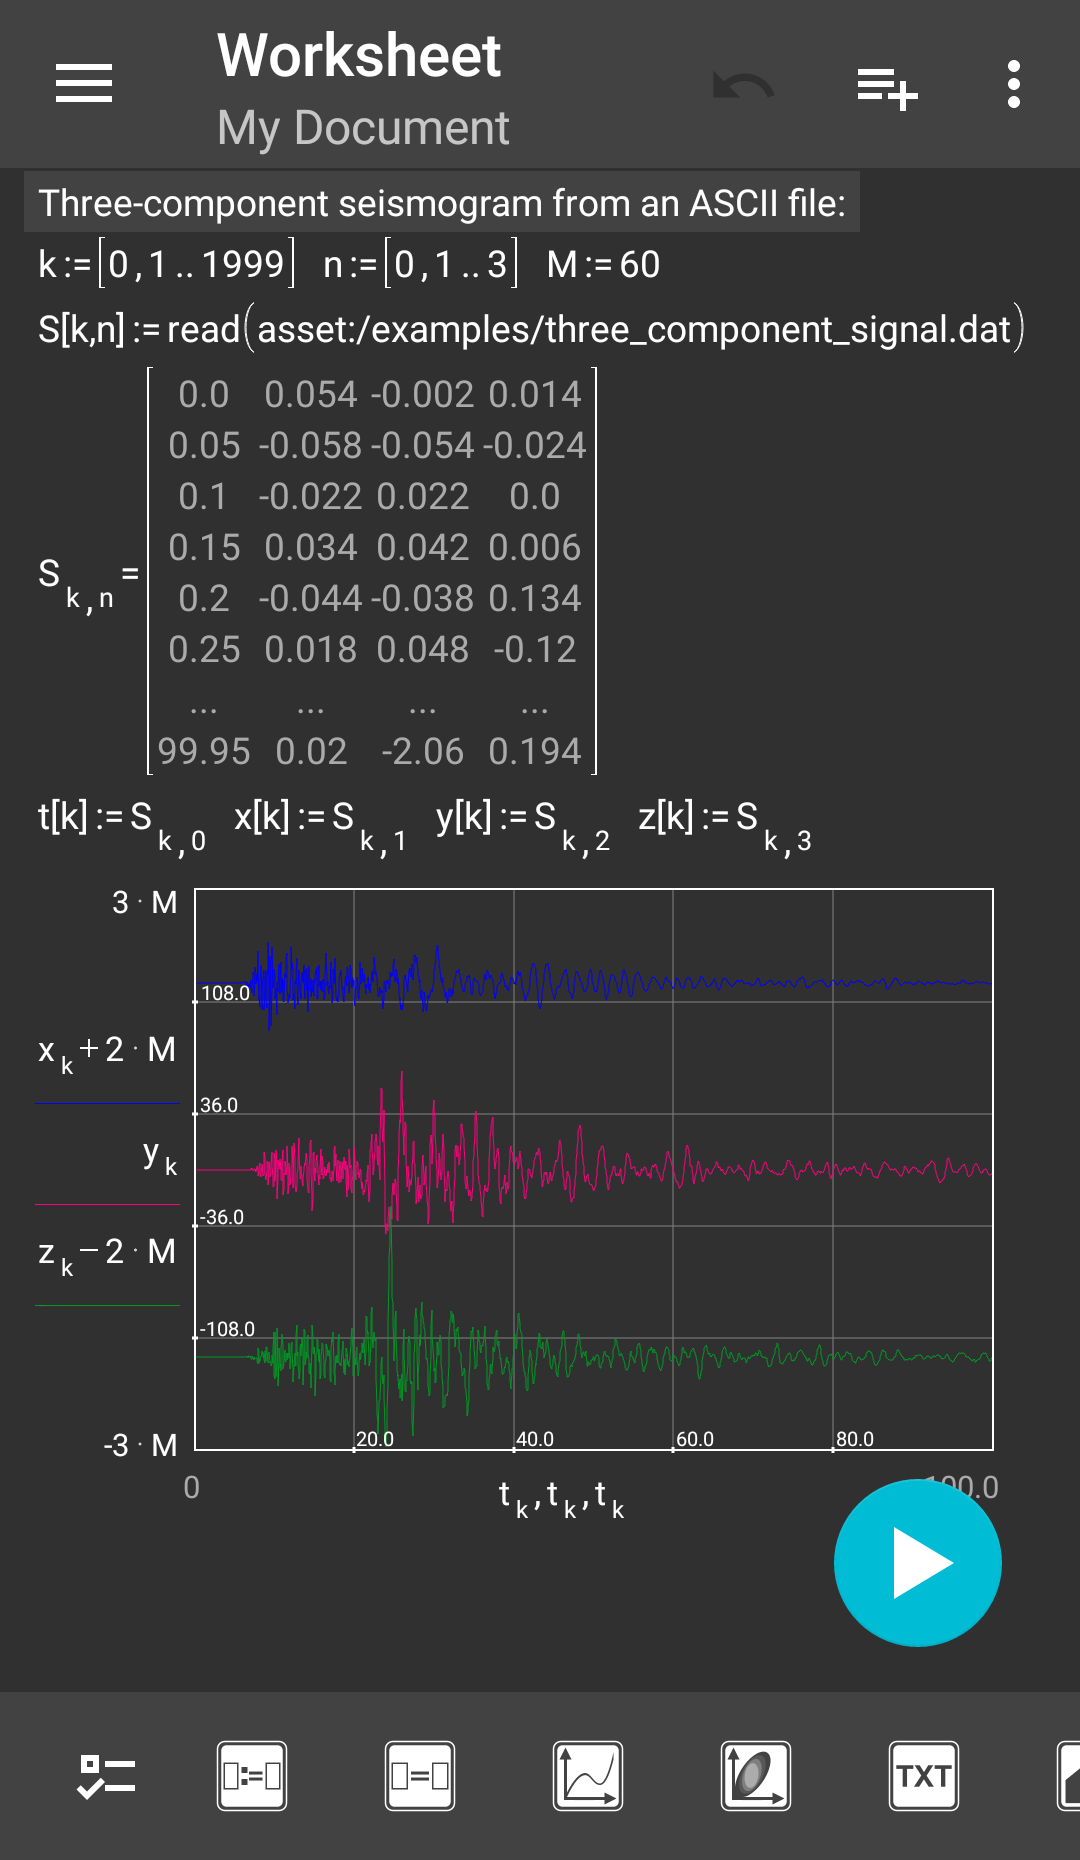 Worksheet
My Document
Three-component seismogram from an ASCII file:
k := [0 , 1 .. 1999] n := [0 , 1 .. 3] M := 60
S[k,n] := read(asset:/examples/three_component_signal.dat)
0.0 0.054 -0.002 0.014
0.05 -0.058 -0.054 -0.024
0.1 -0.022 0.022 0.0
0.15 0.034 0.042 0.006
S k , n =
0.2 -0.044 -0.038 0.134
0.25 0.018 0.048 -0.12
... ... ... ...
99.95 0.02 -2.06 0.194
t[k] := S k , 0 x[k] := S k , 1 y[k] := S k , 2 z[k] := S k , 3
3 · M
108.0
x k + 2 · M
36.0
y k
-36.0
z k − 2 · M
-108.0
-3 · M
20.0 40.0 60.0 80.0
0 t k , t k , t k 00.0
:=
=
TXT